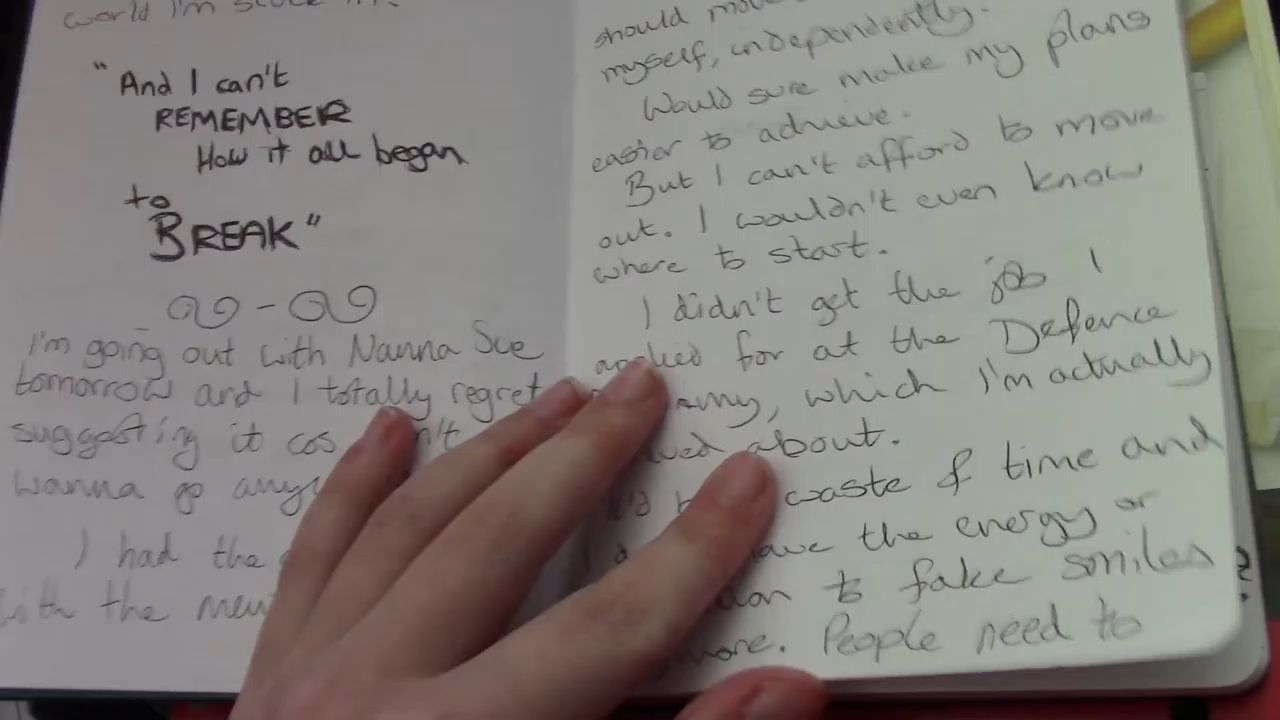 world I'm stuck in.
"And I can't
REMEMBER
How it all began
to
BREAK"
I'm going out with Nanna Sue
tomorrow and I totally regret
suggesting it cos
wanna go
I had the
with the
should
myself, independently.
Would sure make my plans
easier to achieve.
But I can't afford to move
out. I wouldn't even know
where to start.
I didn't get the job I
applied for at the Defence
which I'm actually
about.
waste of time and
have the energy or
to fake smiles
People need to